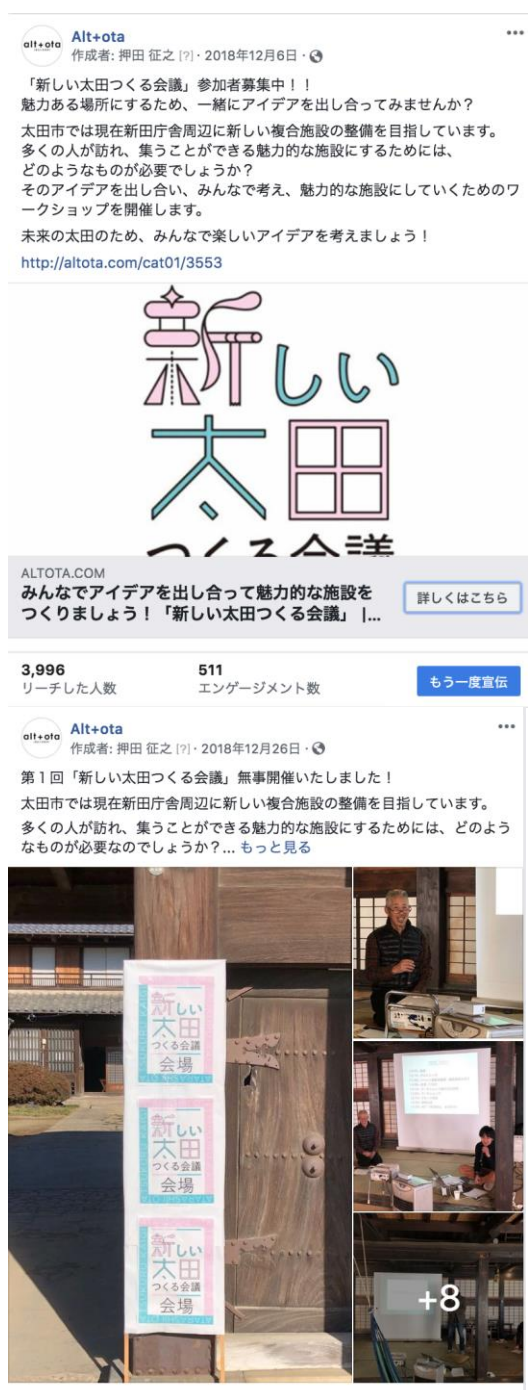 alt+ota
Alt+ota
作成者: 押田 征之 [?]・2018年12月6日・
「新しい太田つくる会議」参加者募集中！！
魅力ある場所にするため、一緒にアイデアを出し合ってみませんか？
太田市では現在新田庁舎周辺に新しい複合施設の整備を目指しています。
多くの人が訪れ、集うことができる魅力的な施設にするためには、
どのようなものが必要でしょうか？
そのアイデアを出し合い、みんなで考え、魅力的な施設にしていくためのワ
ークショップを開催します。
未来の太田のため、みんなで楽しいアイデアを考えましょう！
http://altota.com/cat01/3553
新しい
太田
つくる会議
ALTOTA.COM
みんなでアイデアを出し合って魅力的な施設を
つくりましょう！「新しい太田つくる会議」 |...
詳しくはこちら
3,996
リーチした人数
511
エンゲージメント数
もう一度宣伝
alt+ota
Alt+ota
作成者: 押田 征之 [?]・2018年12月26日・
第１回「新しい太田つくる会議」無事開催いたしました！
太田市では現在新田庁舎周辺に新しい複合施設の整備を目指しています。
多くの人が訪れ、集うことができる魅力的な施設にするためには、どのよう
なものが必要なのでしょうか？... もっと見る
新しい
太田
つくる会議
会場
新しい
太田
つくる会議
会場
新しい
太田
つくる会議
会場
+8